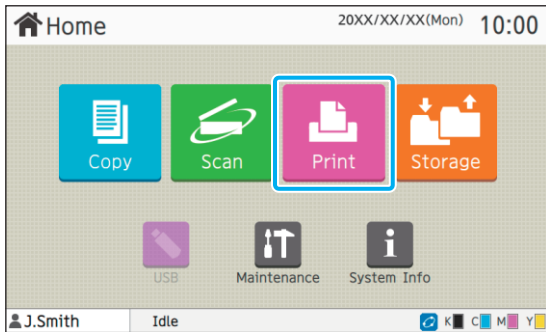 Home 20XX/XX/XX(Mon) 10:00
Copy Scan Print Storage
USB Maintenance System Info
J.Smith Idle K C M Y